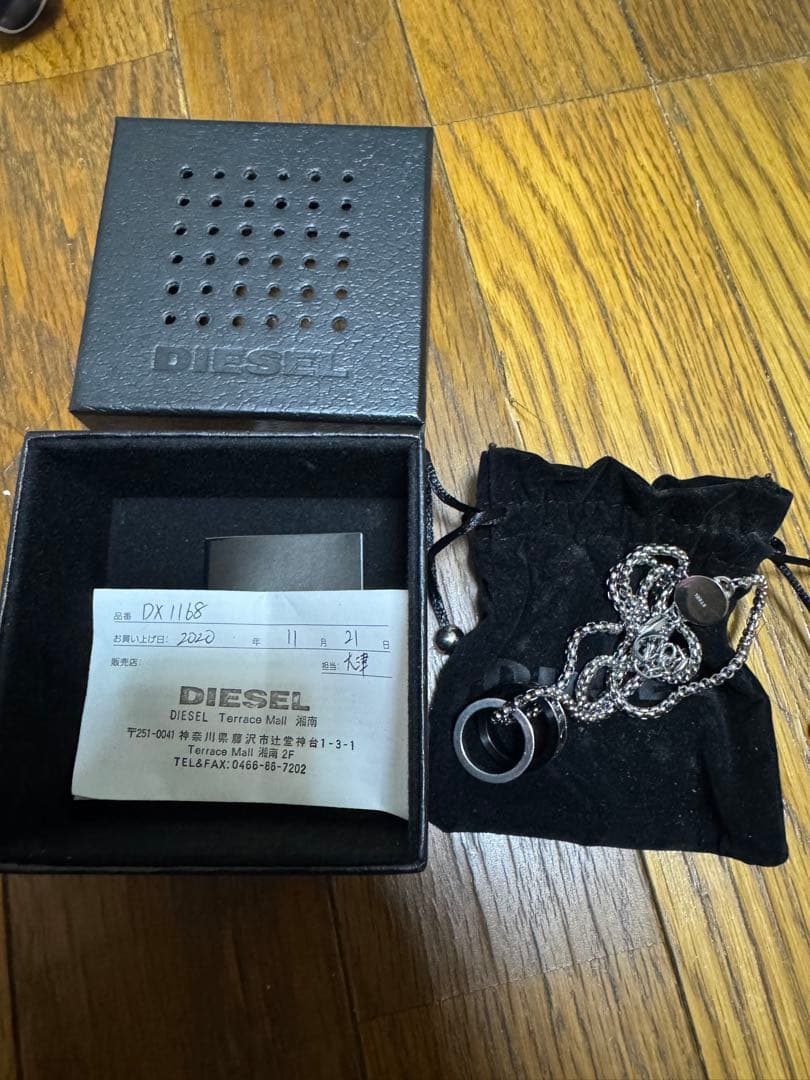 DIESEL
品番 DX1168
お買い上げ日: 2020 年 11 月 21 日
販売店: 担当: 大津
DIESEL
DIESEL Terrace Mall 湘南
〒251-0041 神奈川県藤沢市辻堂神台1-3-1
Terrace Mall 湘南 2F
TEL&FAX:0466-86-7202